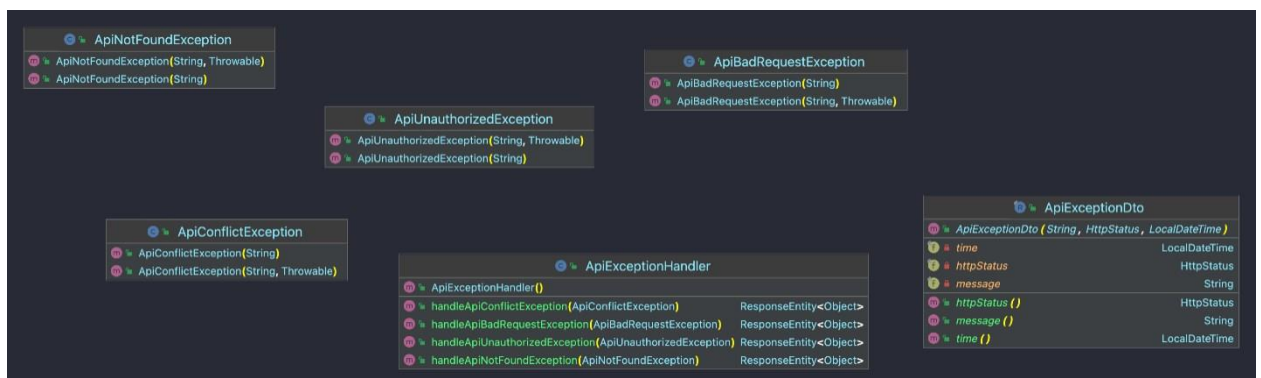 ApiNotFoundException
ApiNotFoundException(String, Throwable)
ApiNotFoundException(String)
ApiBadRequestException
ApiBadRequestException(String)
ApiBadRequestException(String, Throwable)
ApiUnauthorizedException
ApiUnauthorizedException(String, Throwable)
ApiUnauthorizedException(String)
ApiConflictException
ApiConflictException(String)
ApiConflictException(String, Throwable)
ApiExceptionHandler
ApiExceptionHandler()
handleApiConflictException(ApiConflictException) ResponseEntity<Object>
handleApiBadRequestException(ApiBadRequestException) ResponseEntity<Object>
handleApiUnauthorizedException(ApiUnauthorizedException) ResponseEntity<Object>
handleApiNotFoundException(ApiNotFoundException) ResponseEntity<Object>
ApiExceptionDto
ApiExceptionDto(String, HttpStatus, LocalDateTime)
time LocalDateTime
httpStatus HttpStatus
message String
httpStatus() HttpStatus
message() String
time() LocalDateTime